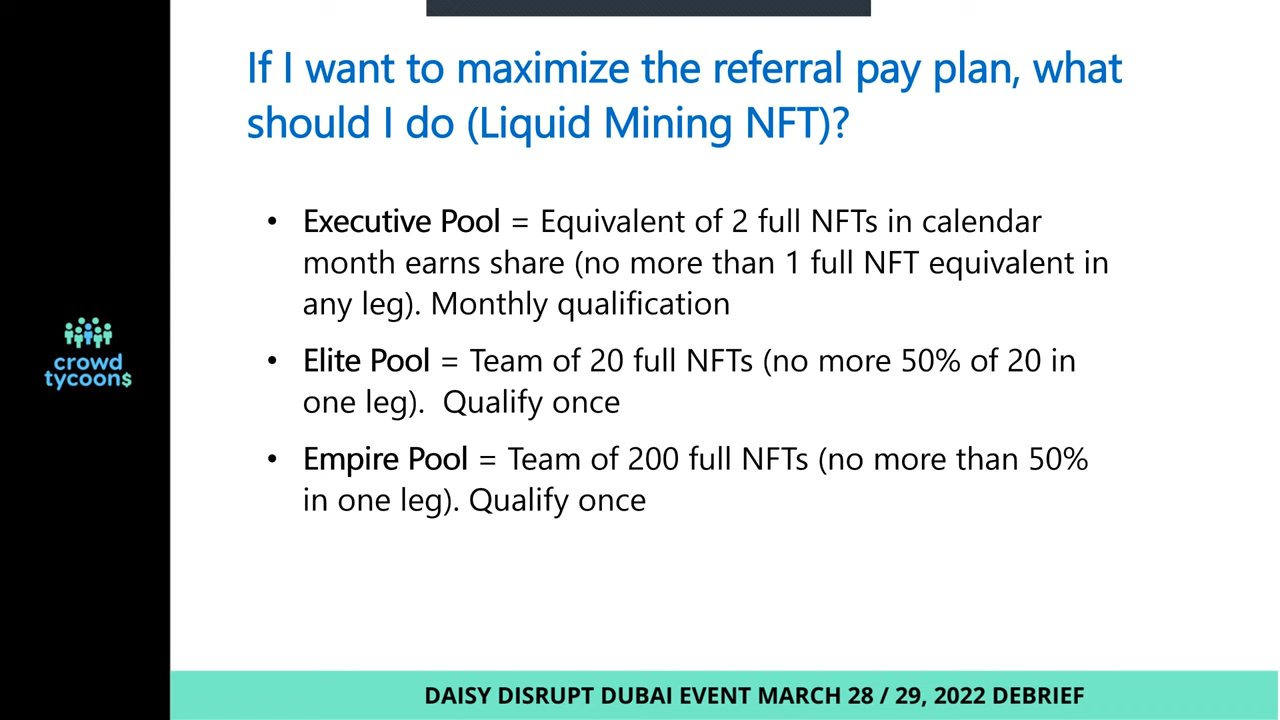 If I want to maximize the referral pay plan, what
should I do (Liquid Mining NFT)?
• Executive Pool = Equivalent of 2 full NFTs in calendar
month earns share (no more than 1 full NFT equivalent in
any leg). Monthly qualification
• Elite Pool = Team of 20 full NFTs (no more 50% of 20 in
one leg).  Qualify once
• Empire Pool = Team of 200 full NFTs (no more than 50%
in one leg). Qualify once
crowd
tycoon$
DAISY DISRUPT DUBAI EVENT MARCH 28 / 29, 2022 DEBRIEF